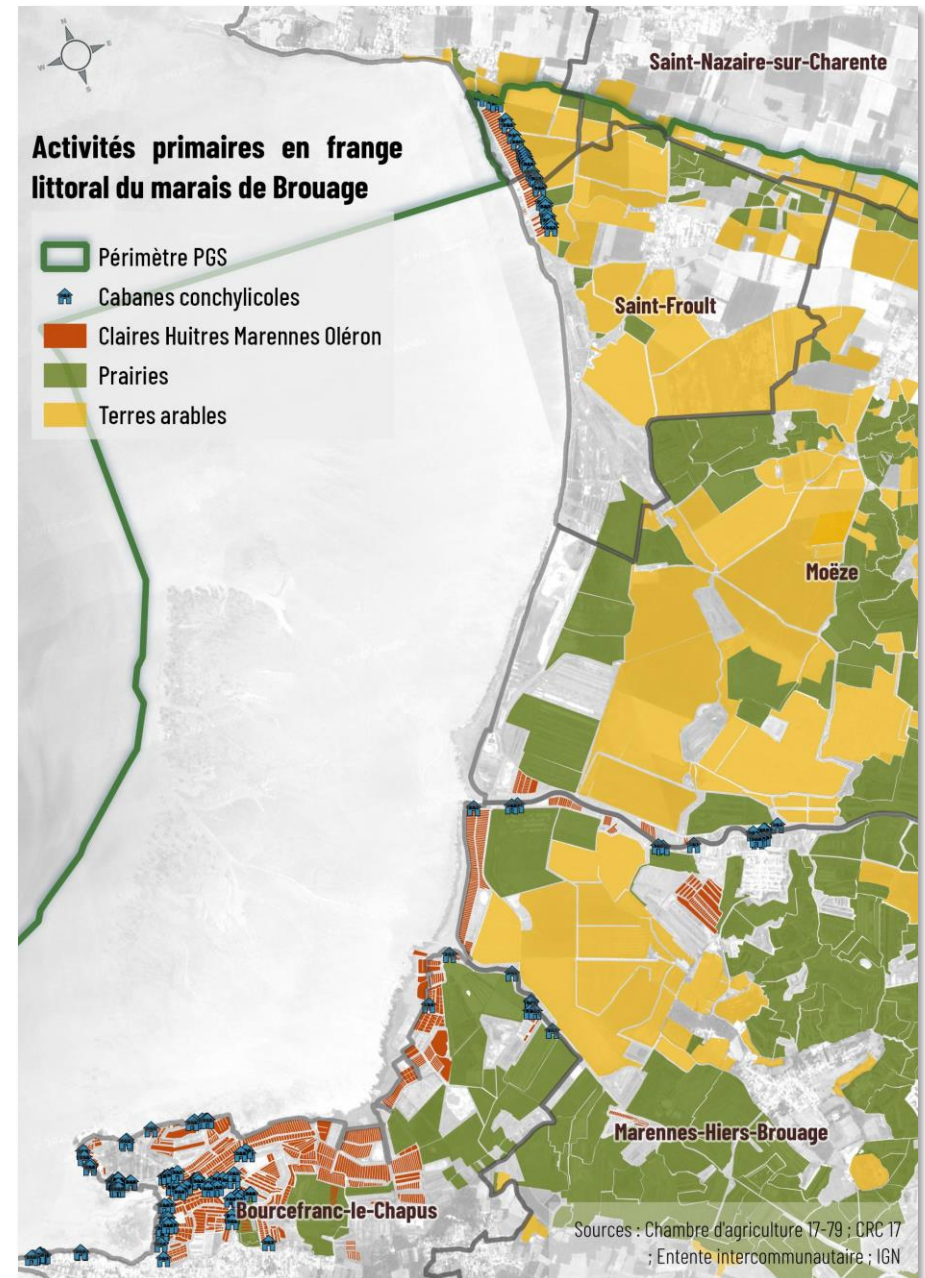 N
W
E
S
Saint-Nazaire-sur-Charente
Activités primaires en frange
littoral du marais de Brouage
Périmètre PGS
Cabanes conchylicoles
Claires Huitres Marennes Oléron
Prairies
Terres arables
Saint-Froult
Moëze
Marennes-Hiers-Brouage
Bourcefranc-le-Chapus
Sources : Chambre d'agriculture 17-79 ; CRC 17
; Entente intercommunautaire ; IGN